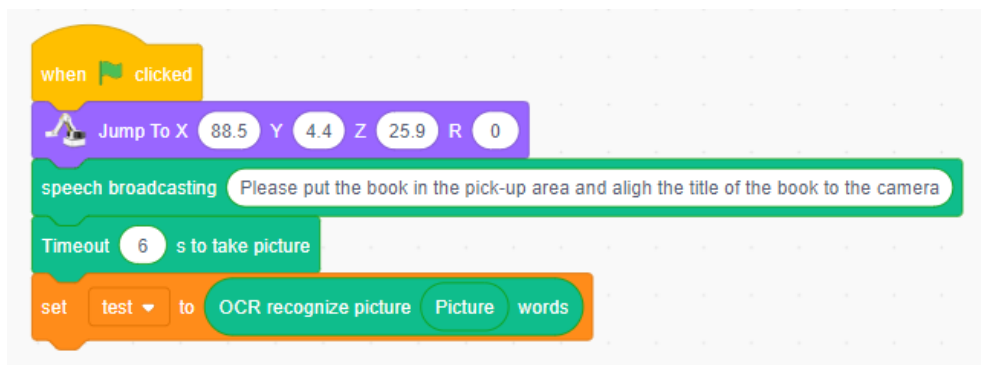 when clicked
Jump To X 88.5 Y 4.4 Z 25.9 R 0
speech broadcasting Please put the book in the pick-up area and aligh the title of the book to the camera
Timeout 6 s to take picture
set test to OCR recognize picture Picture words